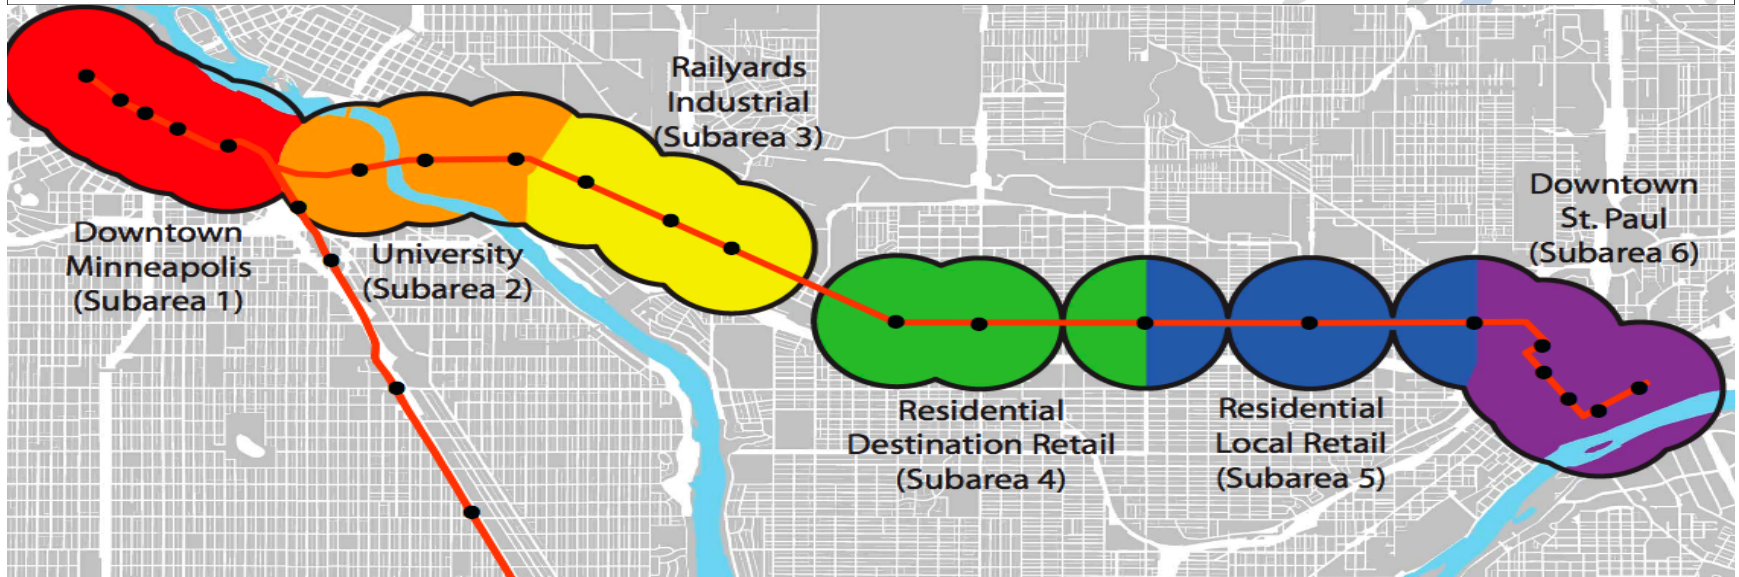 Railyards
Industrial
(Subarea 3)
Downtown
St. Paul
(Subarea 6)
Downtown
Minneapolis
(Subarea 1)
University
(Subarea 2)
Residential
Destination Retail
(Subarea 4)
Residential
Local Retail
(Subarea 5)